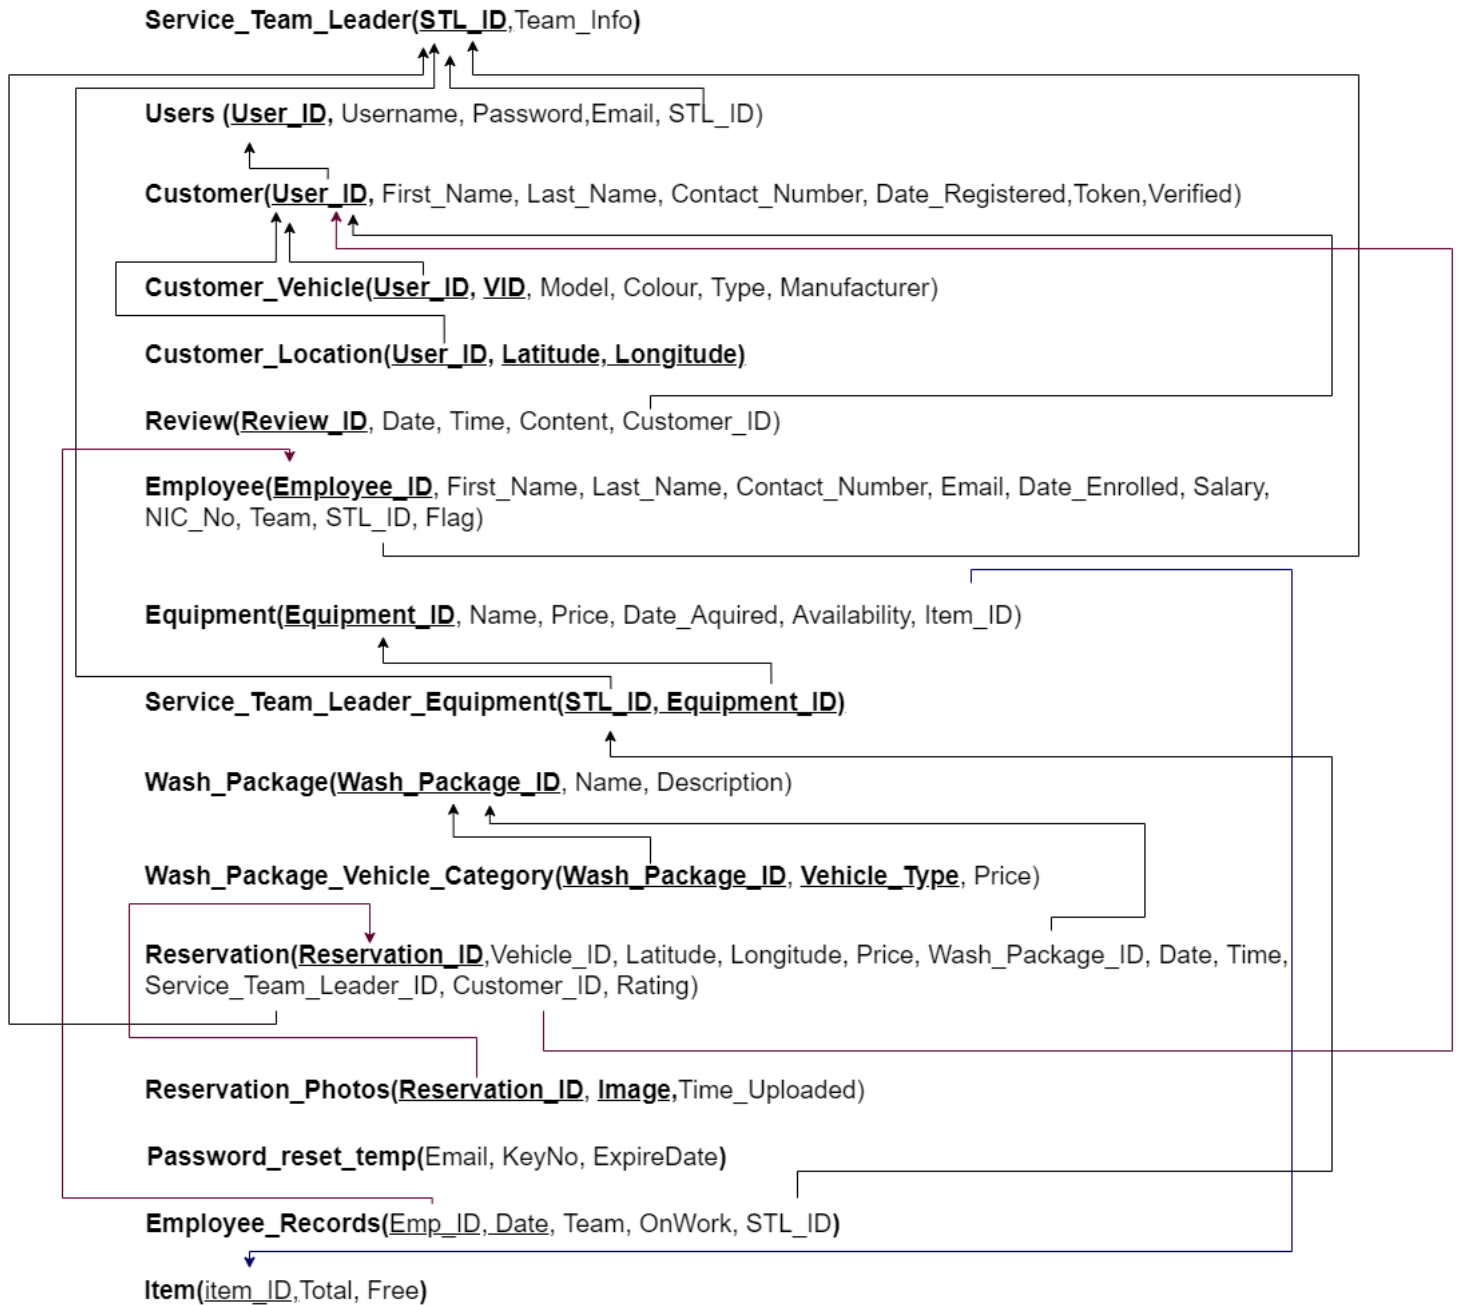 Service_Team_Leader(STL_ID,Team_Info)
Users (User_ID, Username, Password,Email, STL_ID)
Customer(User_ID, First_Name, Last_Name, Contact_Number, Date_Registered,Token,Verified)
Customer_Vehicle(User_ID, VID, Model, Colour, Type, Manufacturer)
Customer_Location(User_ID, Latitude, Longitude)
Review(Review_ID, Date, Time, Content, Customer_ID)
Employee(Employee_ID, First_Name, Last_Name, Contact_Number, Email, Date_Enrolled, Salary,
NIC_No, Team, STL_ID, Flag)
Equipment(Equipment_ID, Name, Price, Date_Aquired, Availability, Item_ID)
Service_Team_Leader_Equipment(STL_ID, Equipment_ID)
Wash_Package(Wash_Package_ID, Name, Description)
Wash_Package_Vehicle_Category(Wash_Package_ID, Vehicle_Type, Price)
Reservation(Reservation_ID,Vehicle_ID, Latitude, Longitude, Price, Wash_Package_ID, Date, Time,
Service_Team_Leader_ID, Customer_ID, Rating)
Reservation_Photos(Reservation_ID, Image,Time_Uploaded)
Password_reset_temp(Email, KeyNo, ExpireDate)
Employee_Records(Emp_ID, Date, Team, OnWork, STL_ID)
Item(item_ID,Total, Free)